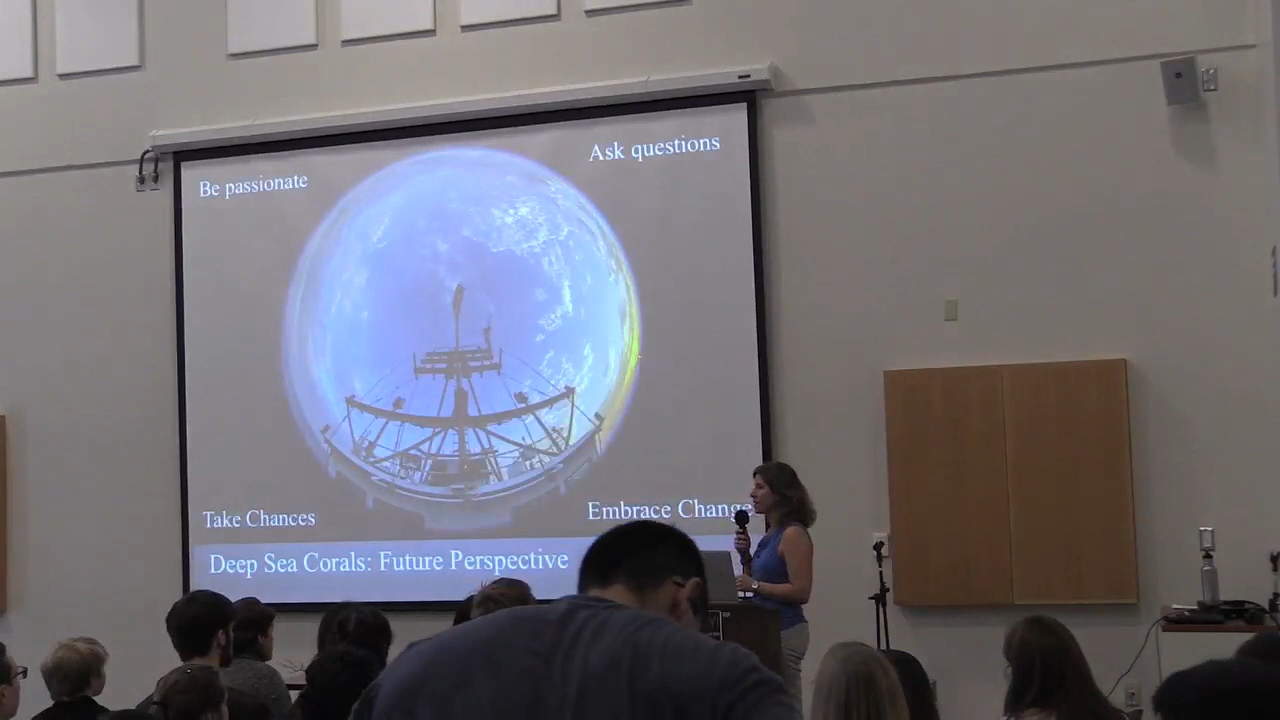 Ask questions
Be passionate
Take Chances
Embrace Change
Deep Sea Corals: Future Perspective